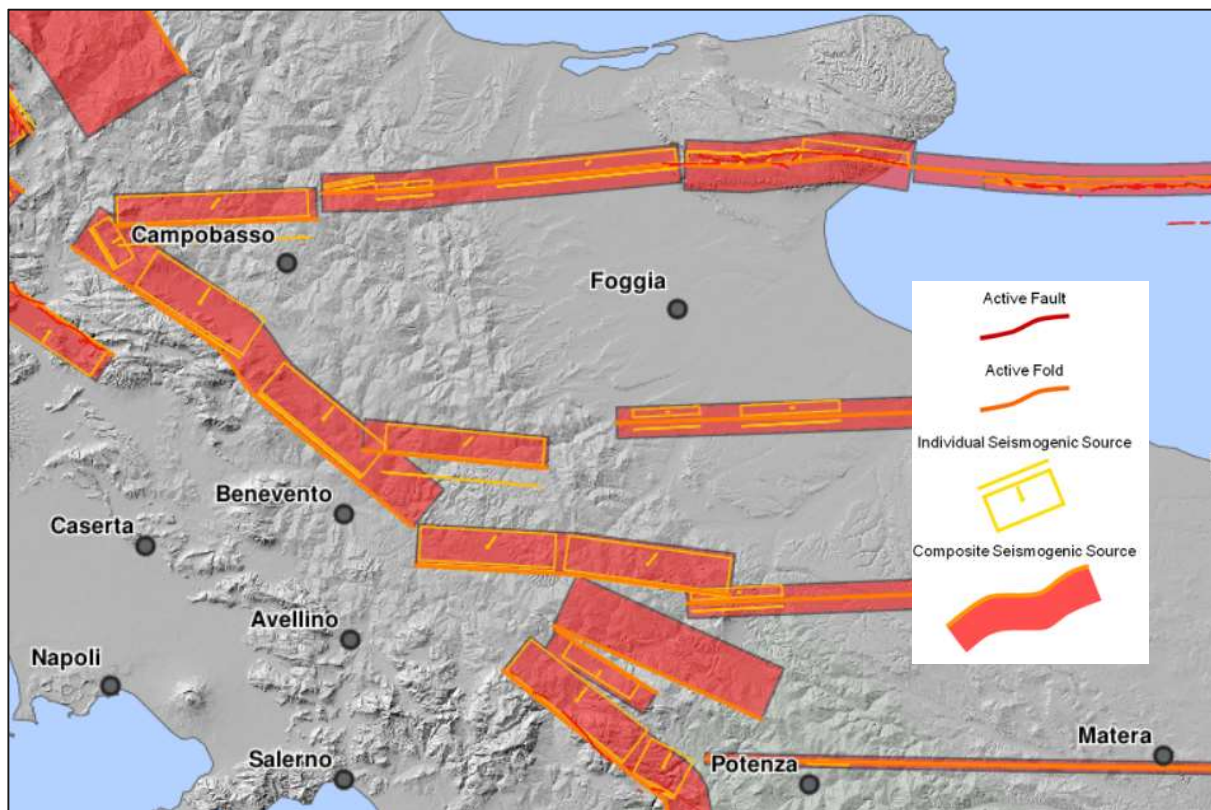 Campobasso
Foggia
Active Fault
Active Fold
Individual Seismogenic Source
Benevento
Caserta
Composite Seismogenic Source
Avellino
Napoli
Matera
Salerno
Potenza